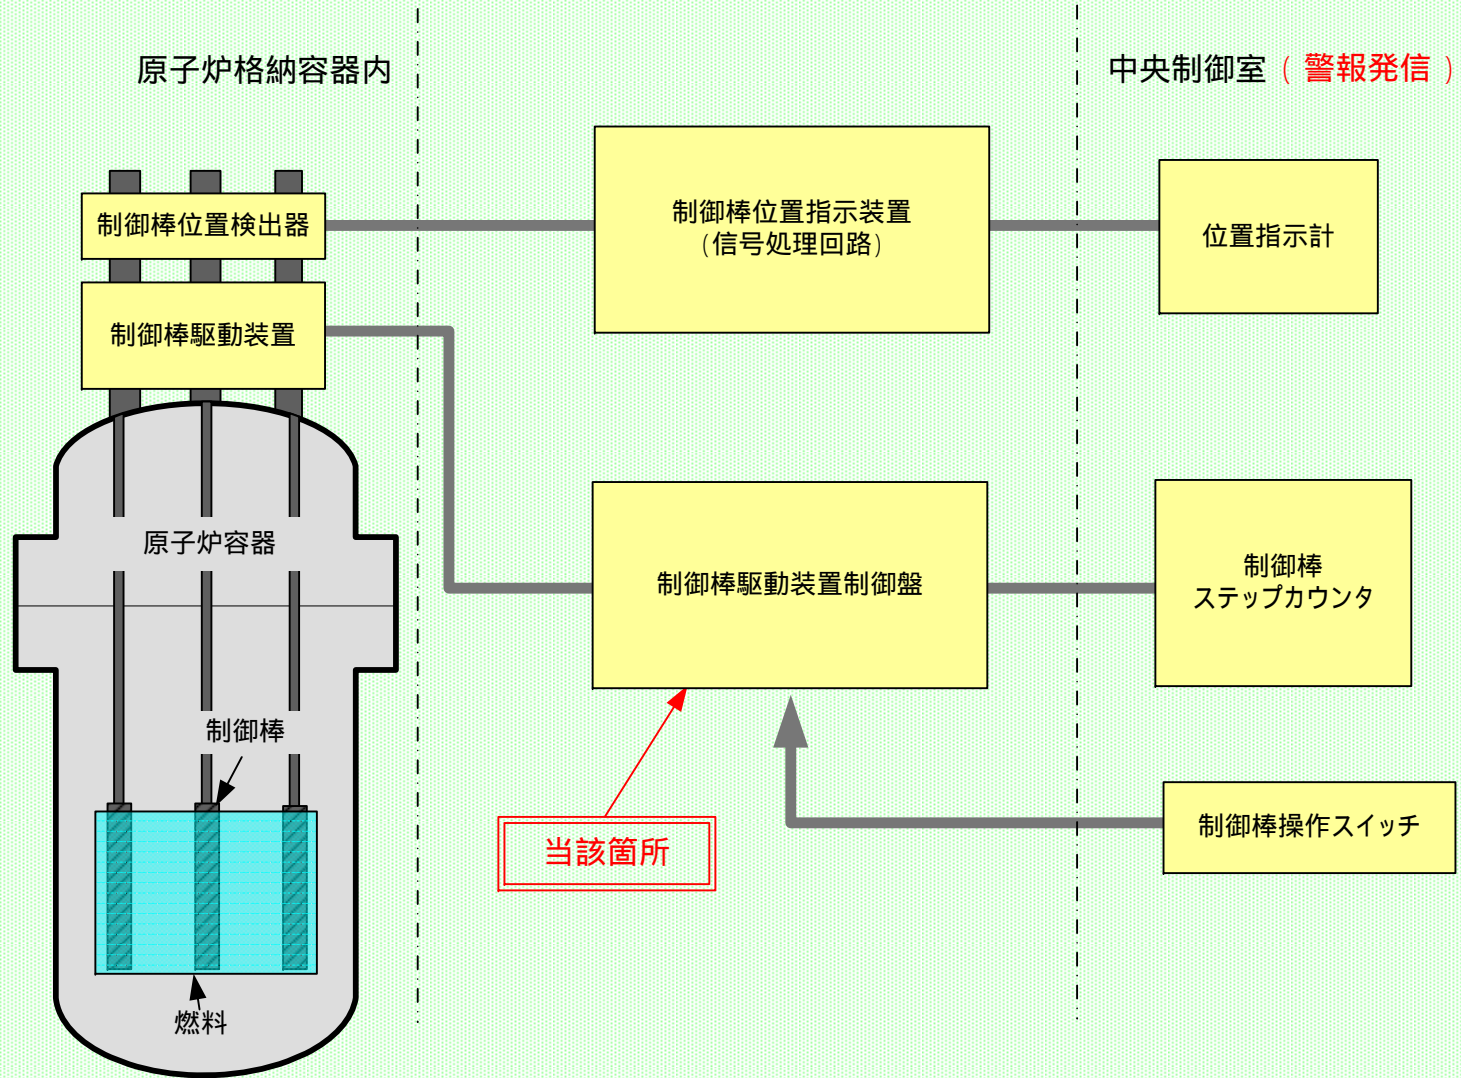 原子炉格納容器内
中央制御室（警報発信）
制御棒位置検出器
制御棒位置指示装置
(信号処理回路)
位置指示計
制御棒駆動装置
原子炉容器
制御棒駆動装置制御盤
制御棒
ステップカウンタ
制御棒
当該箇所
制御棒操作スイッチ
燃料